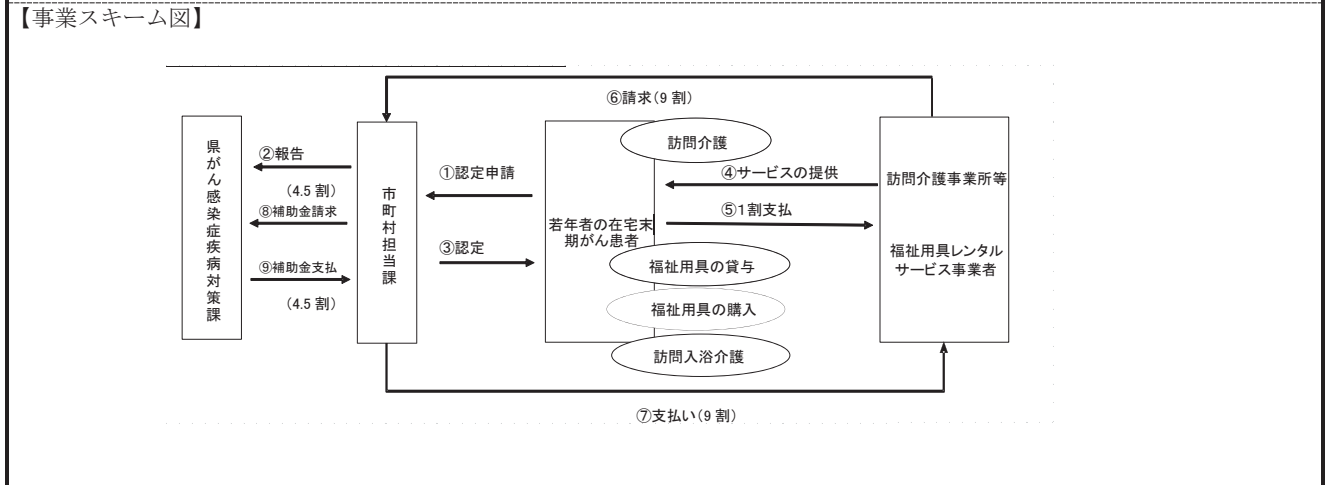 【事業スキーム図】
⑥請求(9 割)
県がん感染症疾病対策課
②報告
(4.5 割)
⑧補助金請求
⑨補助金支払
(4.5 割)
市町村担当課
①認定申請
③認定
若年者の在宅末
期がん患者
訪問介護
④サービスの提供
⑤1割支払
福祉用具の貸与
福祉用具の購入
訪問入浴介護
訪問介護事業所等
福祉用具レンタル
サービス事業者
⑦支払い(9 割)